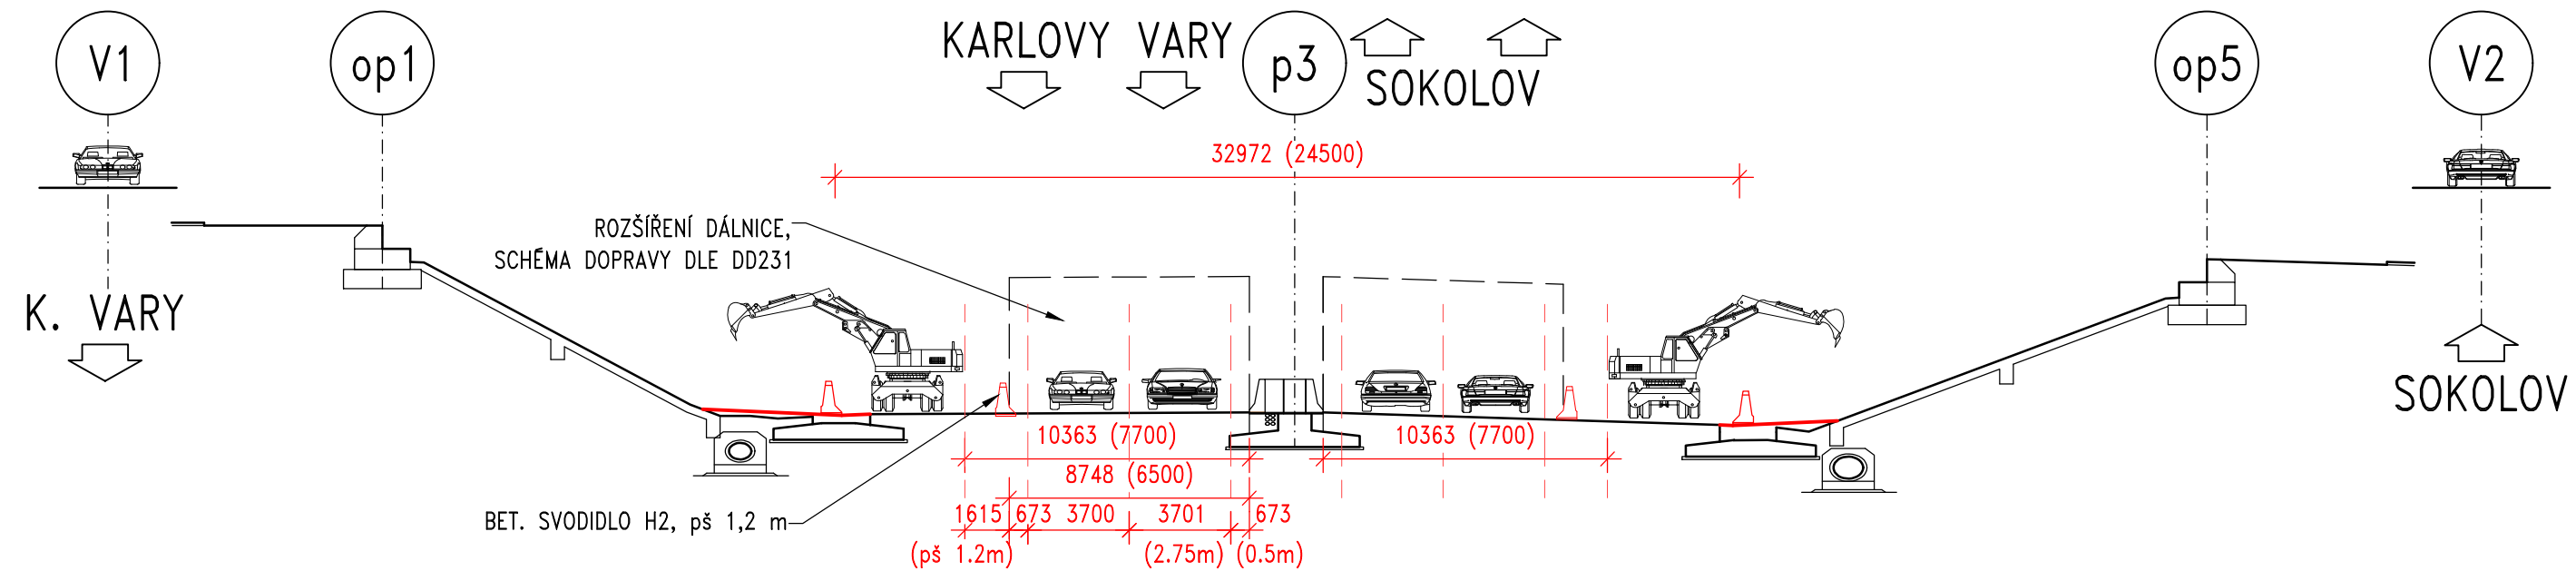 V1
op1
KARLOVY VARY
p3
SOKOLOV
op5
V2
32972 (24500)
ROZŠÍŘENÍ DÁLNICE,
SCHÉMA DOPRAVY DLE DD231
K. VARY
SOKOLOV
10363 (7700)
10363 (7700)
8748 (6500)
1615 673 3700 3701 673
BET. SVODIDLO H2, pš 1,2 m
(pš 1.2m) (2.75m) (0.5m)